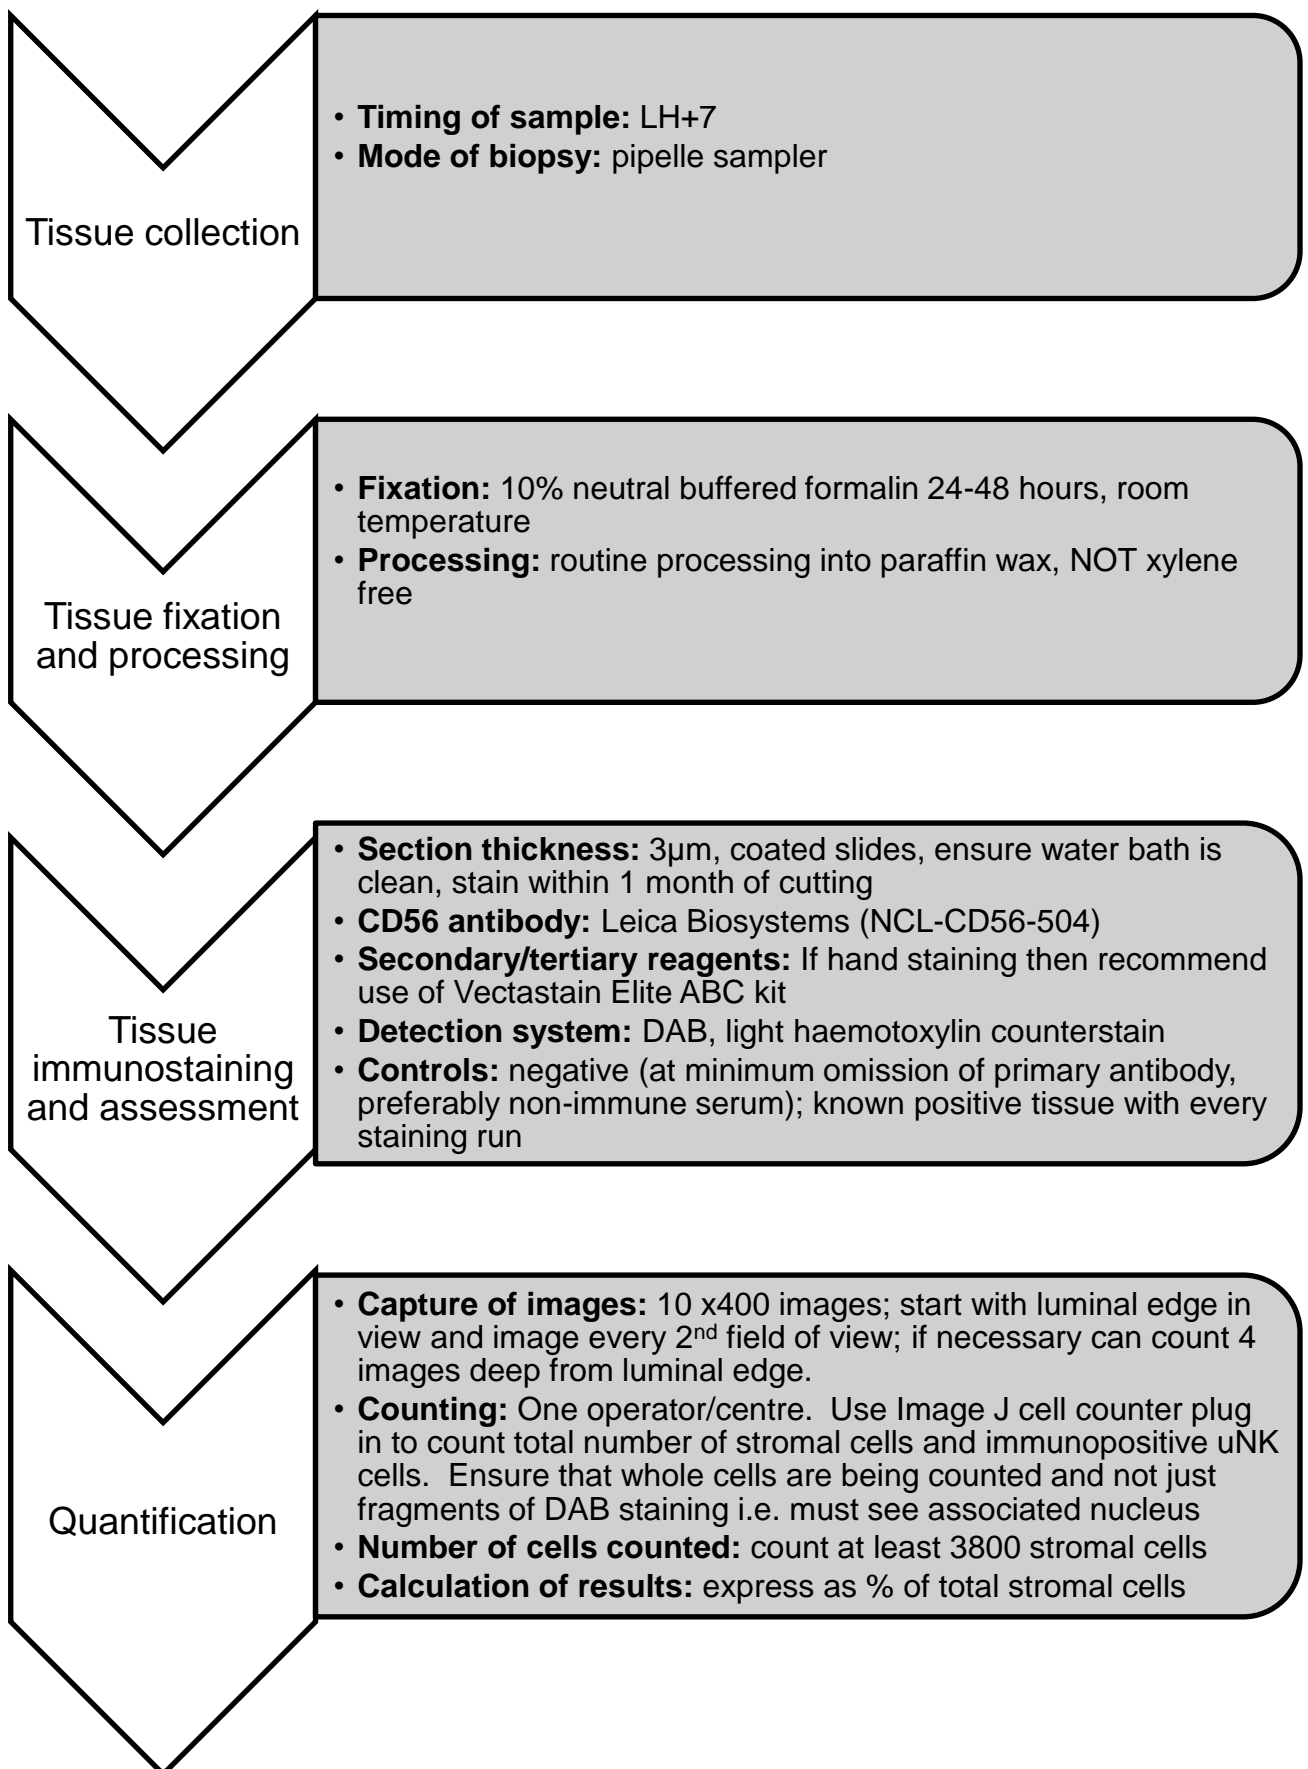 Tissue collection
• Timing of sample: LH+7
• Mode of biopsy: pipelle sampler
Tissue fixation
and processing
• Fixation: 10% neutral buffered formalin 24-48 hours, room
temperature
• Processing: routine processing into paraffin wax, NOT xylene
free
Tissue
immunostaining
and assessment
• Section thickness: 3µm, coated slides, ensure water bath is
clean, stain within 1 month of cutting
• CD56 antibody: Leica Biosystems (NCL-CD56-504)
• Secondary/tertiary reagents: If hand staining then recommend
use of Vectastain Elite ABC kit
• Detection system: DAB, light haemotoxylin counterstain
• Controls: negative (at minimum omission of primary antibody,
preferably non-immune serum); known positive tissue with every
staining run
Quantification
• Capture of images: 10 x400 images; start with luminal edge in
view and image every 2nd field of view; if necessary can count 4
images deep from luminal edge.
• Counting: One operator/centre.  Use Image J cell counter plug
in to count total number of stromal cells and immunopositive uNK
cells.  Ensure that whole cells are being counted and not just
fragments of DAB staining i.e. must see associated nucleus
• Number of cells counted: count at least 3800 stromal cells
• Calculation of results: express as % of total stromal cells